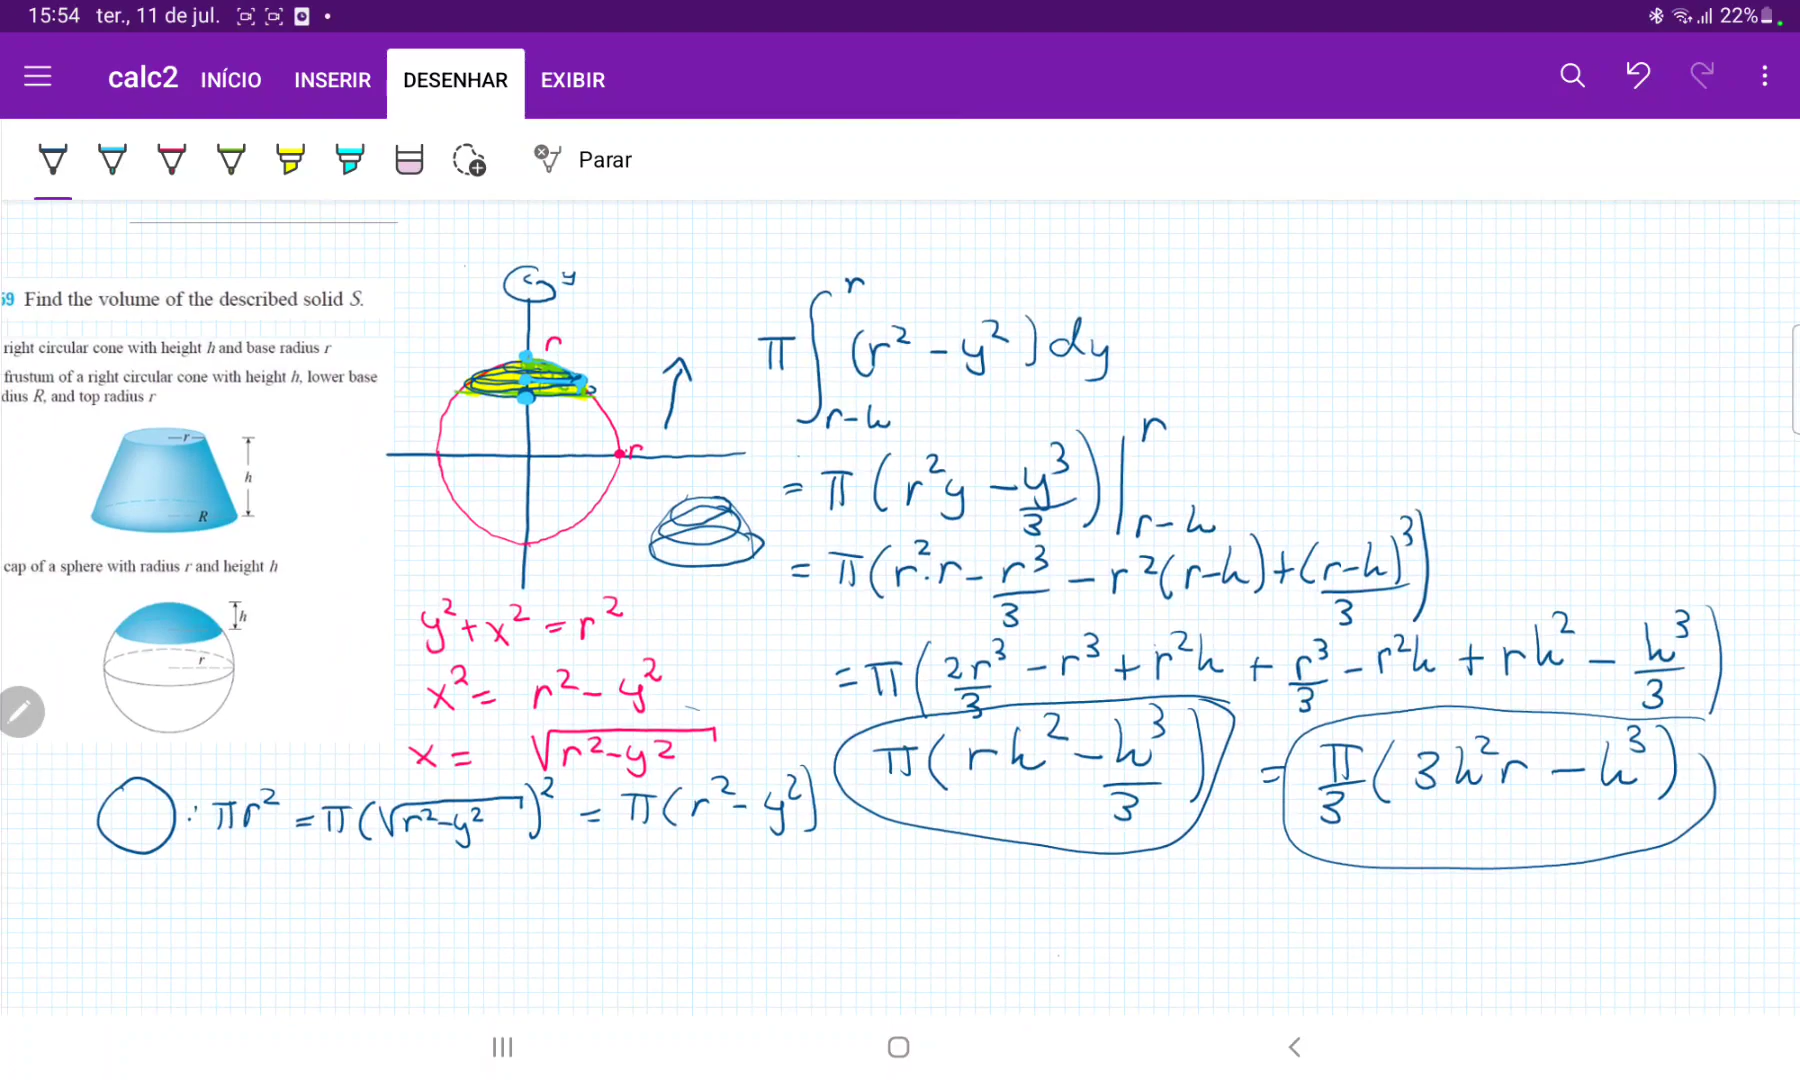 15:54 ter., 11 de jul. 22%
calc2 INÍCIO INSERIR DESENHAR EXIBIR
Parar
59 Find the volume of the described solid S.
right circular cone with height h and base radius r
frustum of a right circular cone with height h, lower base
dius R, and top radius r
r
h
R
cap of a sphere with radius r and height h
h
r
y
r
r
y² + x² = r²
x² = r² - y²
x = √(r² - y²)
∴ πr² = π(√(r² - y²))² = π(r² - y²)
π ∫_{r-h}^{r} (r² - y²) dy
= π(r²y - y³/3) |_{r-h}^{r}
= π(r²·r - r³/3 - r²(r-h) + (r-h)³/3)
= π(2r³/3 - r³ + r²h + r³/3 - r²h + rh² - h³/3)
π(rh² - h³/3) = π/3 (3h²r - h³)